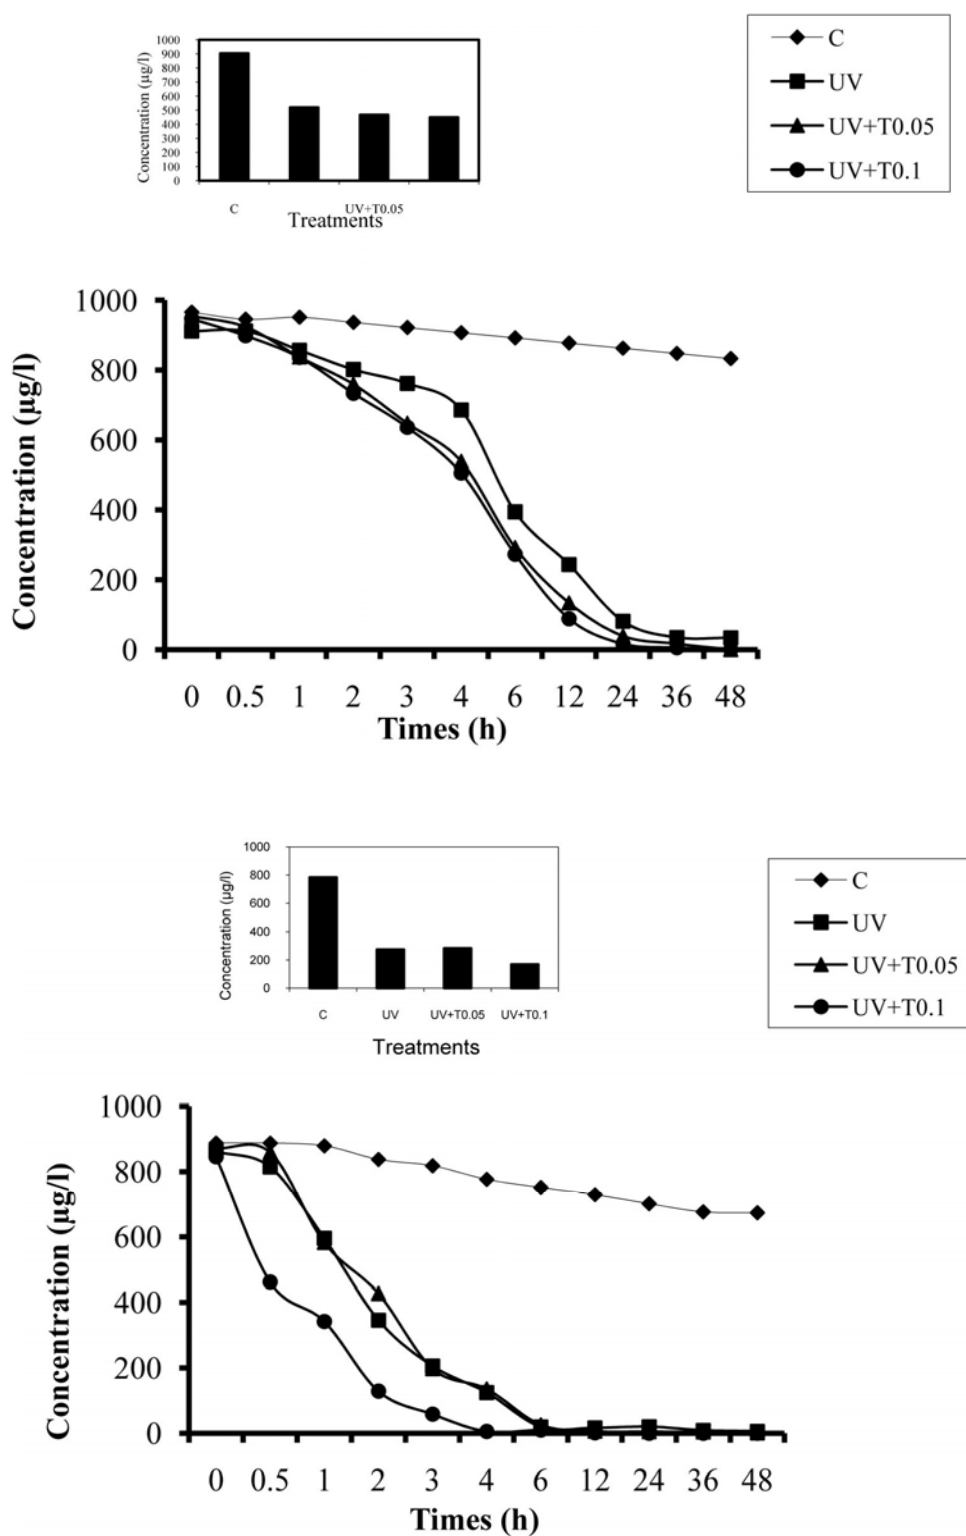 1000
900
800
700
600
500
400
300
200
100
0
Concentration (µg/l)
C UV+T0.05
Treatments
C
UV
UV+T0.05
UV+T0.1
1000
800
600
400
200
0
Concentration (µg/l)
0 0.5 1 2 3 4 6 12 24 36 48
Times (h)
1000
800
600
400
200
0
Concentration (µg/l)
C UV UV+T0.05 UV+T0.1
Treatments
C
UV
UV+T0.05
UV+T0.1
1000
800
600
400
200
0
Concentration (µg/l)
0 0.5 1 2 3 4 6 12 24 36 48
Times (h)